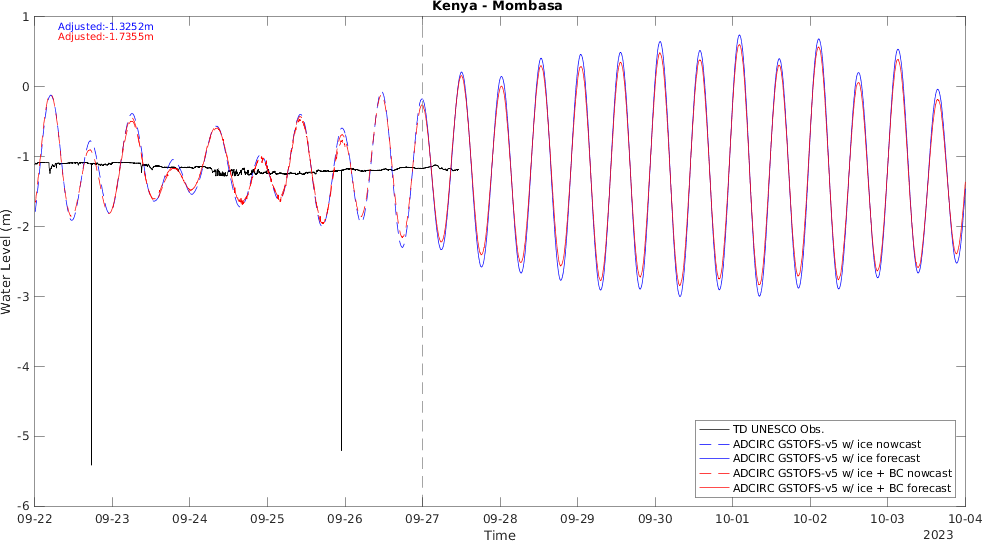 Kenya - Mombasa
Adjusted:-1.3252m
Adjusted:-1.7355m
1
0
-1
-2
-3
-4
-5
-6
Water Level (m)
TD UNESCO Obs.
ADCIRC GSTOFS-v5 w/ ice nowcast
ADCIRC GSTOFS-v5 w/ ice forecast
ADCIRC GSTOFS-v5 w/ ice + BC nowcast
ADCIRC GSTOFS-v5 w/ ice + BC forecast
09-22 09-23 09-24 09-25 09-26 09-27 09-28 09-29 09-30 10-01 10-02 10-03 10-04
Time
2023